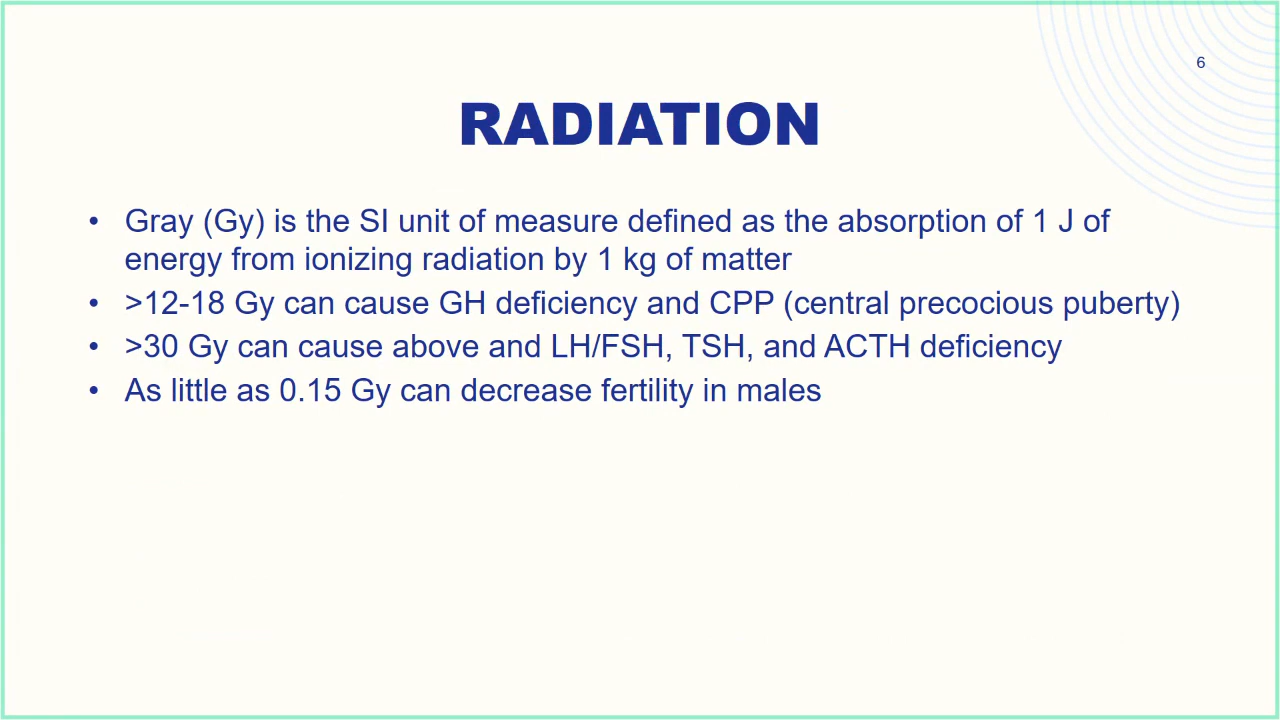 6
RADIATION
• Gray (Gy) is the SI unit of measure defined as the absorption of 1 J of
energy from ionizing radiation by 1 kg of matter
• >12-18 Gy can cause GH deficiency and CPP (central precocious puberty)
• >30 Gy can cause above and LH/FSH, TSH, and ACTH deficiency
• As little as 0.15 Gy can decrease fertility in males